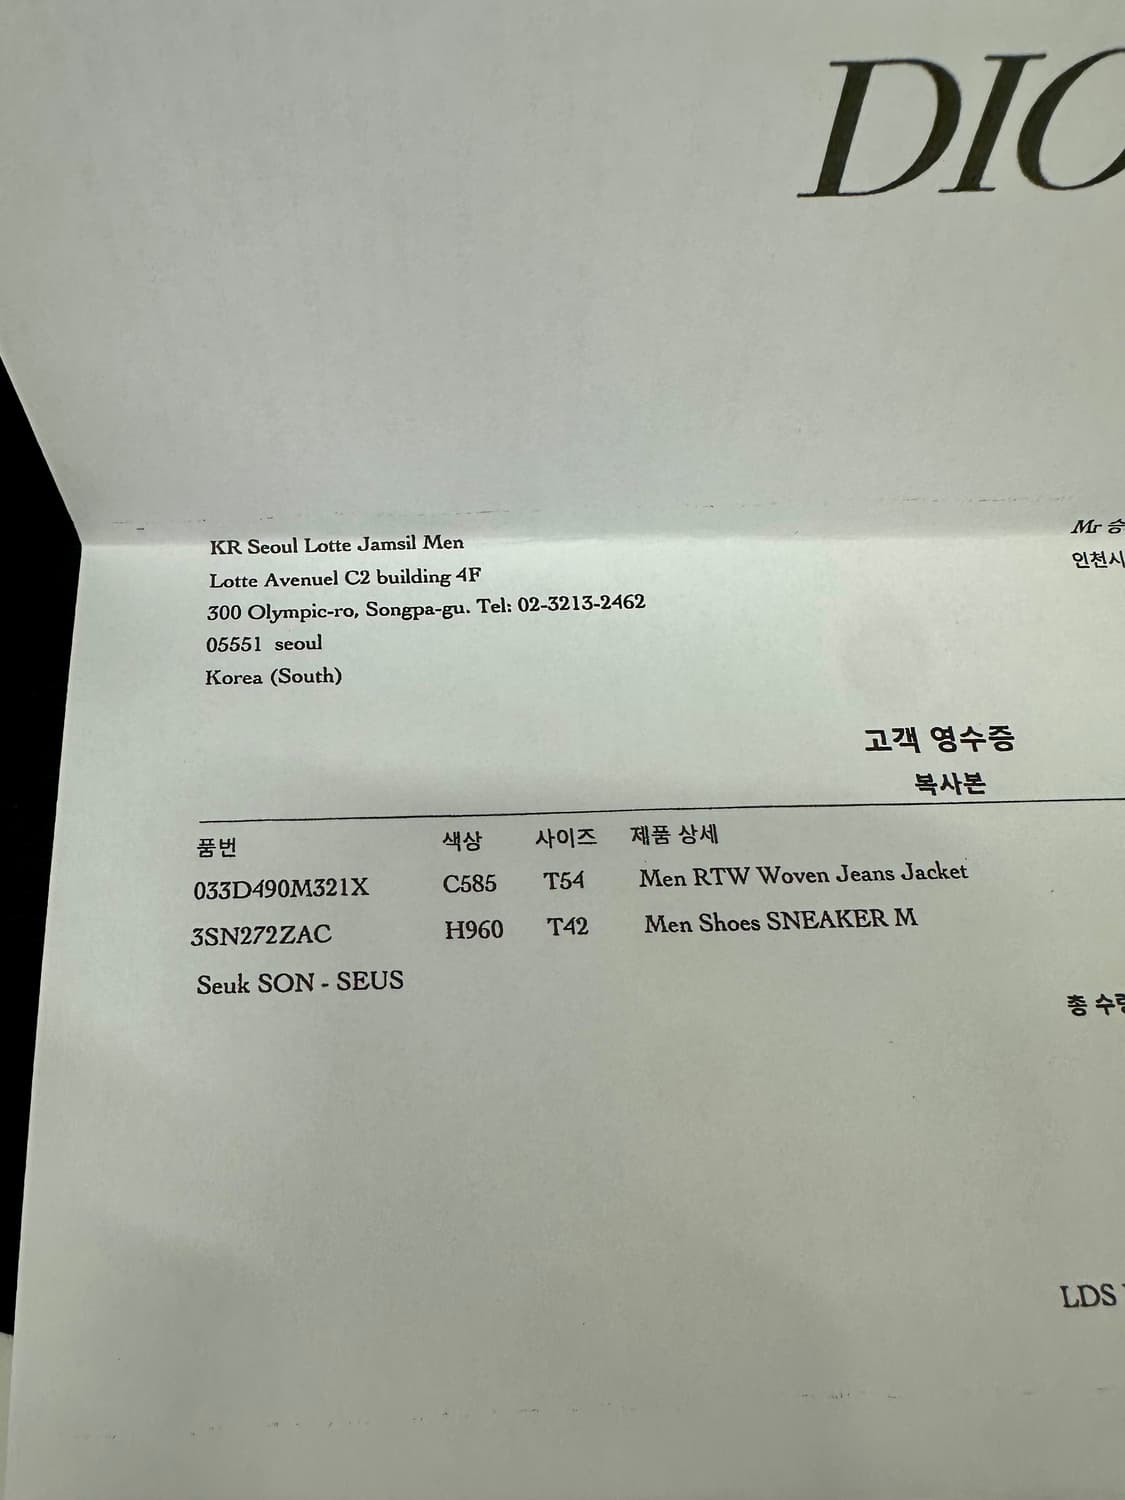 DIO
KR Seoul Lotte Jamsil Men
Lotte Avenuel C2 building 4F
300 Olympic-ro, Songpa-gu. Tel: 02-3213-2462
05551 seoul
Korea (South)
Mr 승
인천시
고객 영수증
복사본
품번 색상 사이즈 제품 상세
033D490M321X C585 T54 Men RTW Woven Jeans Jacket
3SN272ZAC H960 T42 Men Shoes SNEAKER M
Seuk SON - SEUS
총 수량
LDS